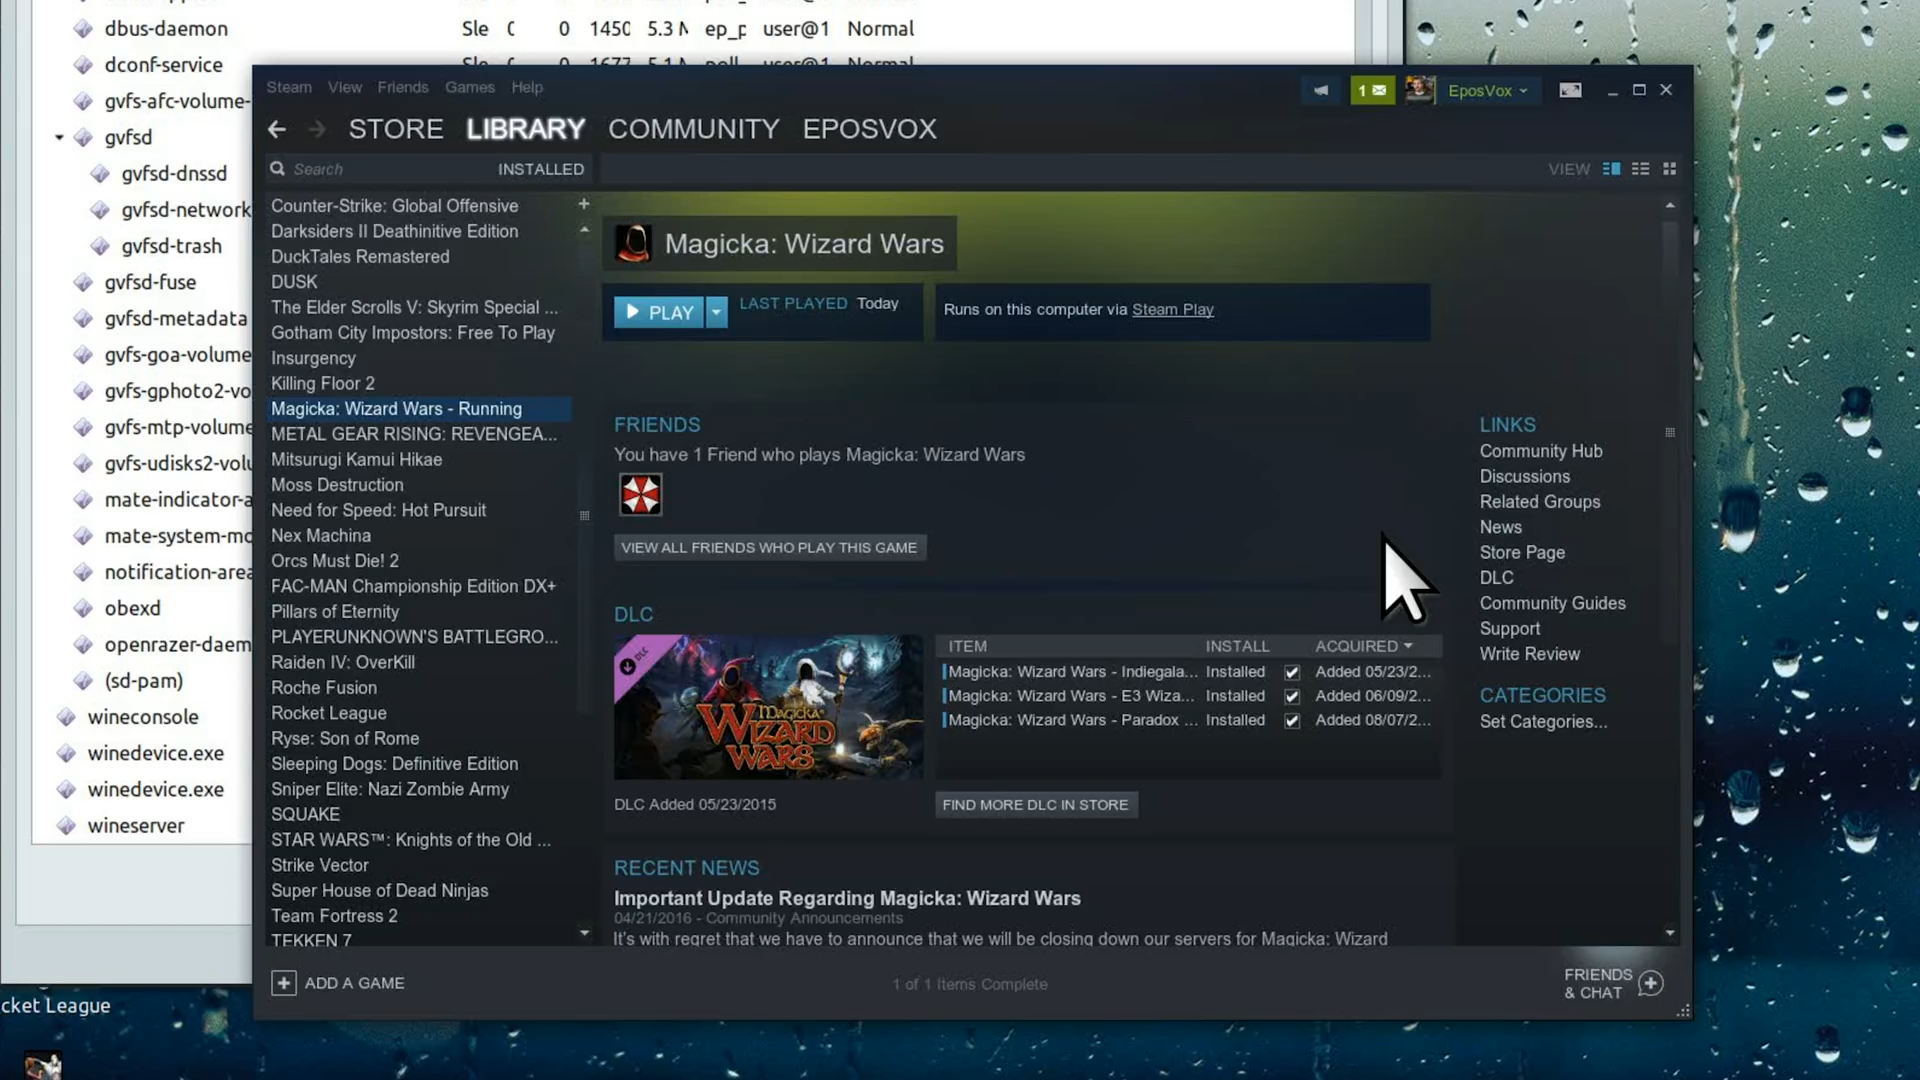 dbus-daemon Sle 0 1450 5.3 M ep_p user@1 Normal
dconf-service
gvfs-afc-volume-
gvfsd
gvfsd-dnssd
gvfsd-network
gvfsd-trash
gvfsd-fuse
gvfsd-metadata
gvfs-goa-volume
gvfs-gphoto2-vo
gvfs-mtp-volume
gvfs-udisks2-volu
mate-indicator-a
mate-system-mo
notification-area
obexd
openrazer-daem
(sd-pam)
wineconsole
winedevice.exe
winedevice.exe
wineserver
cket League
Steam View Friends Games Help
1 EposVox
STORE LIBRARY COMMUNITY EPOSVOX
Search INSTALLED
VIEW
Counter-Strike: Global Offensive
Darksiders II Deathinitive Edition
DuckTales Remastered
DUSK
The Elder Scrolls V: Skyrim Special ...
Gotham City Impostors: Free To Play
Insurgency
Killing Floor 2
Magicka: Wizard Wars - Running
METAL GEAR RISING: REVENGEA...
Mitsurugi Kamui Hikae
Moss Destruction
Need for Speed: Hot Pursuit
Nex Machina
Orcs Must Die! 2
FAC-MAN Championship Edition DX+
Pillars of Eternity
PLAYERUNKNOWN'S BATTLEGRO...
Raiden IV: OverKill
Roche Fusion
Rocket League
Ryse: Son of Rome
Sleeping Dogs: Definitive Edition
Sniper Elite: Nazi Zombie Army
SQUAKE
STAR WARS™: Knights of the Old ...
Strike Vector
Super House of Dead Ninjas
Team Fortress 2
TEKKEN 7
Magicka: Wizard Wars
PLAY LAST PLAYED Today
Runs on this computer via Steam Play
FRIENDS
You have 1 Friend who plays Magicka: Wizard Wars
VIEW ALL FRIENDS WHO PLAY THIS GAME
DLC
DLC
MAGICKA
WIZARD
WARS
DLC Added 05/23/2015
ITEM INSTALL ACQUIRED
Magicka: Wizard Wars - Indiegala... Installed Added 05/23/2...
Magicka: Wizard Wars - E3 Wiza... Installed Added 06/09/2...
Magicka: Wizard Wars - Paradox ... Installed Added 08/07/2...
FIND MORE DLC IN STORE
RECENT NEWS
Important Update Regarding Magicka: Wizard Wars
04/21/2016 - Community Announcements
It's with regret that we have to announce that we will be closing down our servers for Magicka: Wizard
LINKS
Community Hub
Discussions
Related Groups
News
Store Page
DLC
Community Guides
Support
Write Review
CATEGORIES
Set Categories...
ADD A GAME
1 of 1 Items Complete
FRIENDS
& CHAT